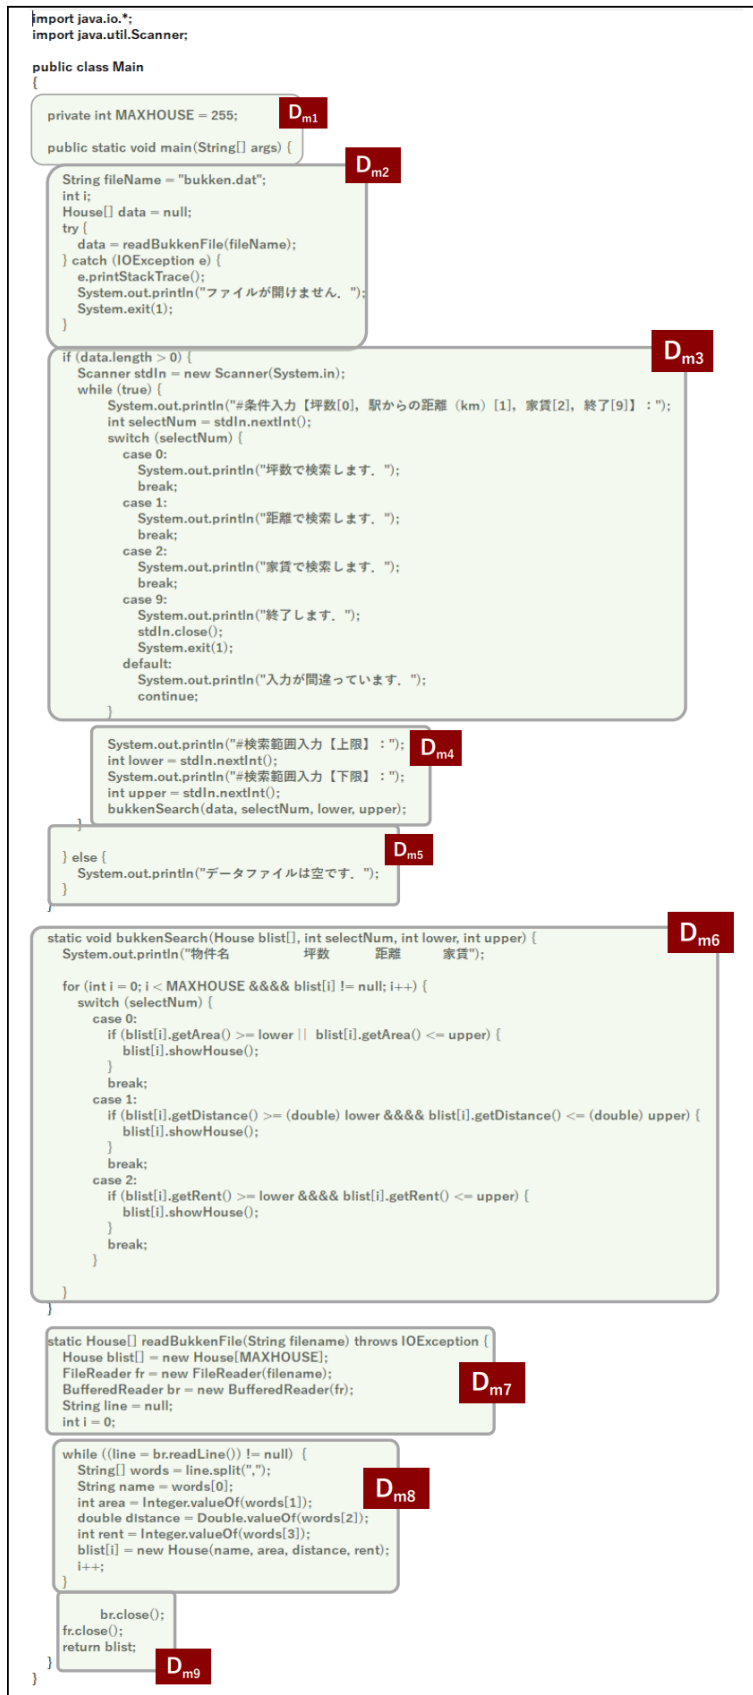 import java.io.*;
import java.util.Scanner;
public class Main
{
private int MAXHOUSE = 255;
D_m1
public static void main(String[] args) {
D_m2
String fileName = "bukken.dat";
int i;
House[] data = null;
try {
data = readBukkenFile(fileName);
} catch (IOException e) {
e.printStackTrace();
System.out.println("ファイルが開けません．");
System.exit(1);
}
D_m3
if (data.length > 0) {
Scanner stdIn = new Scanner(System.in);
while (true) {
System.out.println("#条件入力【坪数[0]，駅からの距離（km）[1]，家賃[2]，終了[9]】：");
int selectNum = stdIn.nextInt();
switch (selectNum) {
case 0:
System.out.println("坪数で検索します．");
break;
case 1:
System.out.println("距離で検索します．");
break;
case 2:
System.out.println("家賃で検索します．");
break;
case 9:
System.out.println("終了します．");
stdIn.close();
System.exit(1);
default:
System.out.println("入力が間違っています．");
continue;
}
System.out.println("#検索範囲入力【上限】：");
D_m4
int lower = stdIn.nextInt();
System.out.println("#検索範囲入力【下限】：");
int upper = stdIn.nextInt();
bukkenSearch(data, selectNum, lower, upper);
}
D_m5
} else {
System.out.println("データファイルは空です．");
}
}
D_m6
static void bukkenSearch(House blist[], int selectNum, int lower, int upper) {
System.out.println("物件名 坪数 距離 家賃");
for (int i = 0; i < MAXHOUSE &&&& blist[i] != null; i++) {
switch (selectNum) {
case 0:
if (blist[i].getArea() >= lower || blist[i].getArea() <= upper) {
blist[i].showHouse();
}
break;
case 1:
if (blist[i].getDistance() >= (double) lower &&&& blist[i].getDistance() <= (double) upper) {
blist[i].showHouse();
}
break;
case 2:
if (blist[i].getRent() >= lower &&&& blist[i].getRent() <= upper) {
blist[i].showHouse();
}
break;
}
}
}
static House[] readBukkenFile(String filename) throws IOException {
House blist[] = new House[MAXHOUSE];
FileReader fr = new FileReader(filename);
D_m7
BufferedReader br = new BufferedReader(fr);
String line = null;
int i = 0;
while ((line = br.readLine()) != null) {
String[] words = line.split(",");
D_m8
String name = words[0];
int area = Integer.valueOf(words[1]);
double distance = Double.valueOf(words[2]);
int rent = Integer.valueOf(words[3]);
blist[i] = new House(name, area, distance, rent);
i++;
}
br.close();
fr.close();
return blist;
}
D_m9
}